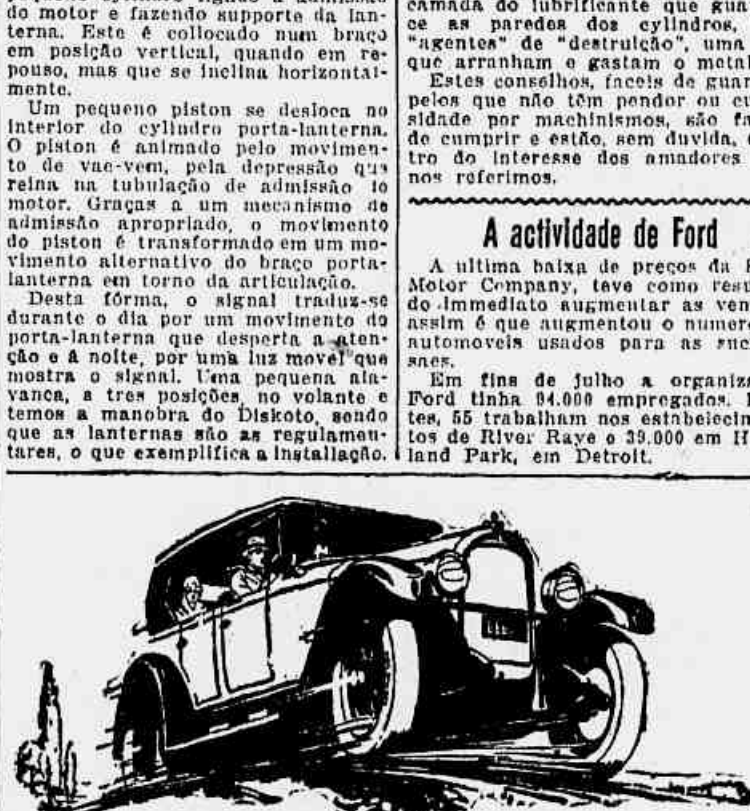 do motor e fazendo supporte da lan-
terna. Este é collocado num braço
em posição vertical, quando em re-
pouso, mas que se inclina horizontal-
mente.
Um pequeno piston se desloca no
interior do cylindro porta-lanterna.
O piston é animado pelo movimen-
to de vae-vem, pela depressão que
reina na tubulação de admissão do
motor. Graças a um mecanismo de
admissão apropriado, o movimento
do piston é transformado em um mo-
vimento alternativo do braço porta-
lanterna em torno da articulação.
Desta fórma, o signal traduz-se
durante o dia por um movimento do
porta-lanterna que desperta a aten-
ção e á noite, por uma luz movel que
mostra o signal. Uma pequena ala-
vanca, a tres posições, no volante e
temos a manobra do Diskoto, sendo
que as lanternas são as regulamen-
tares, o que exemplifica a installação.
camada do lubrificante que gua
ce as paredes dos cylindros,
"agentes" de "destruição", uma
que arranham e gastam o metal
Estes conselhos, faceis de guar
pelos que não têm pendor ou cu
sidade por machinismos, são fa
de cumprir e estão, sem duvida,
tro do interesse dos amadores
nos referimos.
A actividade de Ford
A ultima baixa de preços da
Motor Company, teve como resu
do immediato augmentar as ven
assim é que augmentou o numero
automoveis usados para as suc
saes.
Em fins de julho a organiza
Ford tinha 94.000 empregados.
tes, 55 trabalham nos estabelecim
tos de River Raye e 39.000 em H
land Park, em Detroit.